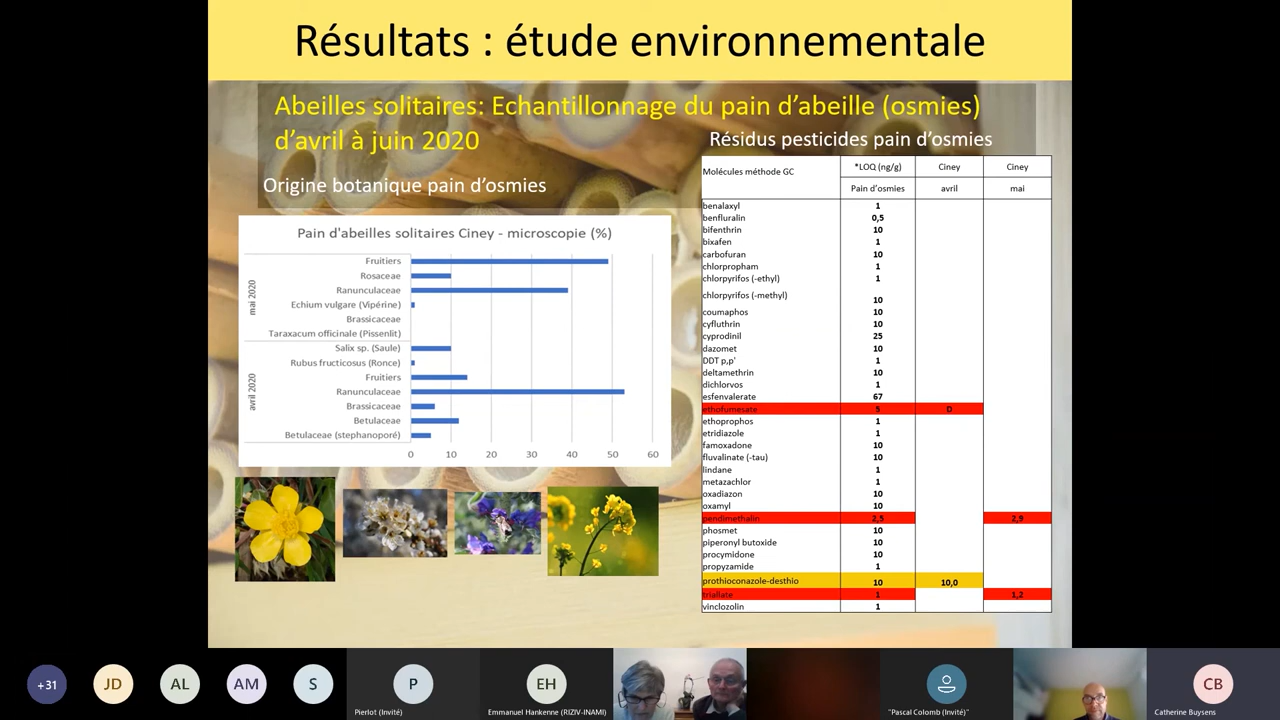 Résultats : étude environnementale
Abeilles solitaires: Echantillonnage du pain d'abeille (osmies)
d'avril à juin 2020
Origine botanique pain d'osmies
Pain d'abeilles solitaires Ciney - microscopie (%)
mai 2020
Fruitiers
Rosaceae
Ranunculaceae
Echium vulgare (Vipérine)
Brassicaceae
Taraxacum officinale (Pissenlit)
avril 2020
Salix sp. (Saule)
Rubus fructicosus (Ronce)
Fruitiers
Ranunculaceae
Brassicaceae
Betulaceae
Betulaceae (stephanoporé)
0 10 20 30 40 50 60
Résidus pesticides pain d'osmies
Molécules méthode GC *LOQ (ng/g) Ciney Ciney
Pain d'osmies avril mai
benalaxyl 1
benfluralin 0,5
bifenthrin 10
bixafen 1
carbofuran 10
chlorpropham 1
chlorpyrifos (-ethyl) 1
chlorpyrifos (-methyl) 10
coumaphos 10
cyfluthrin 10
cyprodinil 25
dazomet 10
DDT p,p' 1
deltamethrin 10
dichlorvos 1
esfenvalerate 67
ethofumesate 5 D
ethoprophos 1
etridiazole 1
famoxadone 10
fluvalinate (-tau) 10
lindane 1
metazachlor 1
oxadiazon 10
oxamyl 10
pendimethalin 2,5 2,9
phosmet 10
piperonyl butoxide 10
procymidone 10
propyzamide 1
prothioconazole-desthio 10 10,0
triallate 1 1,2
vinclozolin 1
+31 JD AL AM S P EH CB
Pierlot (Invité) Emmanuel Hankenne (RIZIV-INAMI) "Pascal Colomb (Invité)" Catherine Buysens